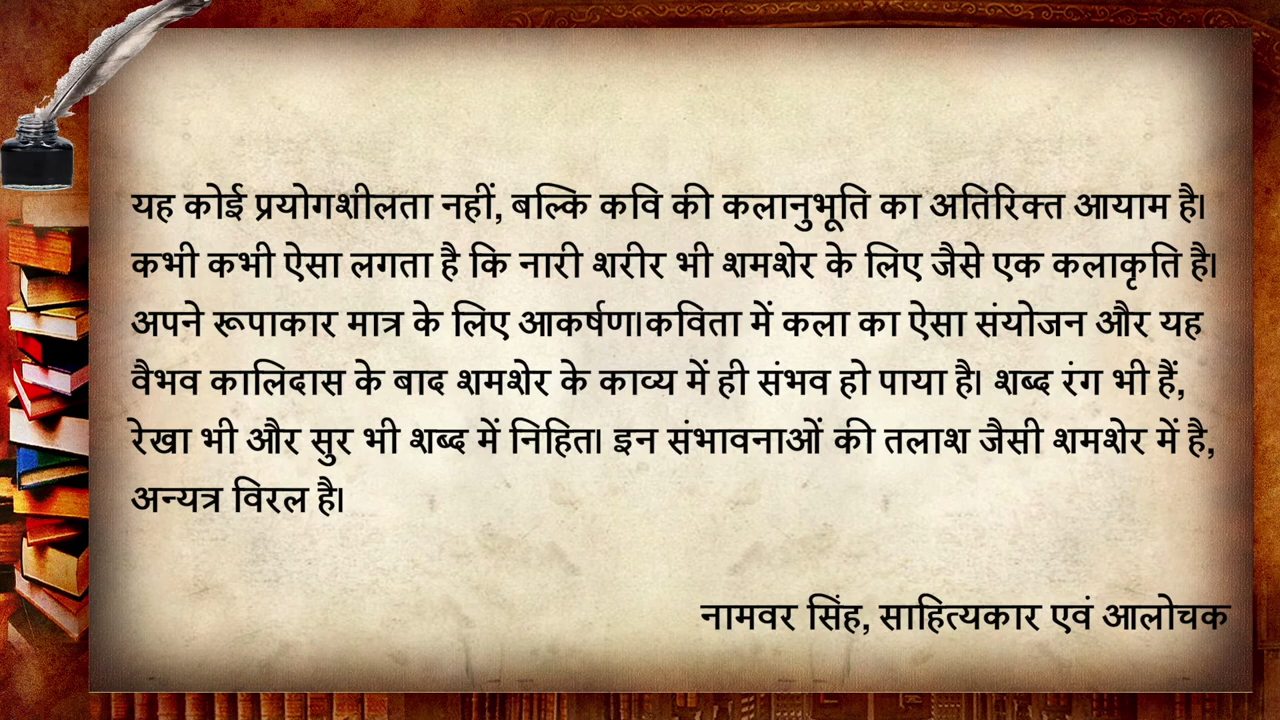 यह कोई प्रयोगशीलता नहीं, बल्कि कवि की कलानुभूति का अतिरिक्त आयाम है।
कभी कभी ऐसा लगता है कि नारी शरीर भी शमशेर के लिए जैसे एक कलाकृति है।
अपने रूपाकार मात्र के लिए आकर्षण।कविता में कला का ऐसा संयोजन और यह
वैभव कालिदास के बाद शमशेर के काव्य में ही संभव हो पाया है। शब्द रंग भी हैं,
रेखा भी और सुर भी शब्द में निहित। इन संभावनाओं की तलाश जैसी शमशेर में है,
अन्यत्र विरल है।
नामवर सिंह, साहित्यकार एवं आलोचक